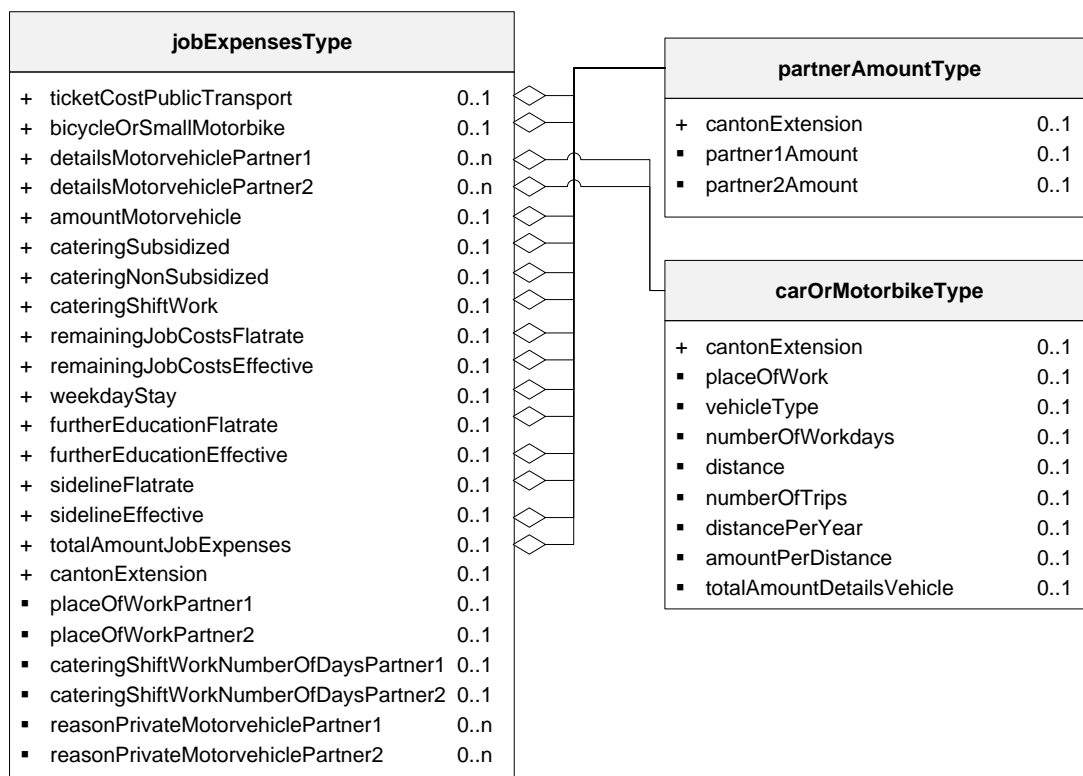 jobExpensesType
+ ticketCostPublicTransport 0..1
+ bicycleOrSmallMotorbike 0..1
+ detailsMotorvehiclePartner1 0..n
+ detailsMotorvehiclePartner2 0..n
+ amountMotorvehicle 0..1
+ cateringSubsidized 0..1
+ cateringNonSubsidized 0..1
+ cateringShiftWork 0..1
+ remainingJobCostsFlatrate 0..1
+ remainingJobCostsEffective 0..1
+ weekdayStay 0..1
+ furtherEducationFlatrate 0..1
+ furtherEducationEffective 0..1
+ sidelineFlatrate 0..1
+ sidelineEffective 0..1
+ totalAmountJobExpenses 0..1
+ cantonExtension 0..1
▪ placeOfWorkPartner1 0..1
▪ placeOfWorkPartner2 0..1
▪ cateringShiftWorkNumberOfDaysPartner1 0..1
▪ cateringShiftWorkNumberOfDaysPartner2 0..1
▪ reasonPrivateMotorvehiclePartner1 0..n
▪ reasonPrivateMotorvehiclePartner2 0..n
partnerAmountType
+ cantonExtension 0..1
▪ partner1Amount 0..1
▪ partner2Amount 0..1
carOrMotorbikeType
+ cantonExtension 0..1
▪ placeOfWork 0..1
▪ vehicleType 0..1
▪ numberOfWorkdays 0..1
▪ distance 0..1
▪ numberOfTrips 0..1
▪ distancePerYear 0..1
▪ amountPerDistance 0..1
▪ totalAmountDetailsVehicle 0..1